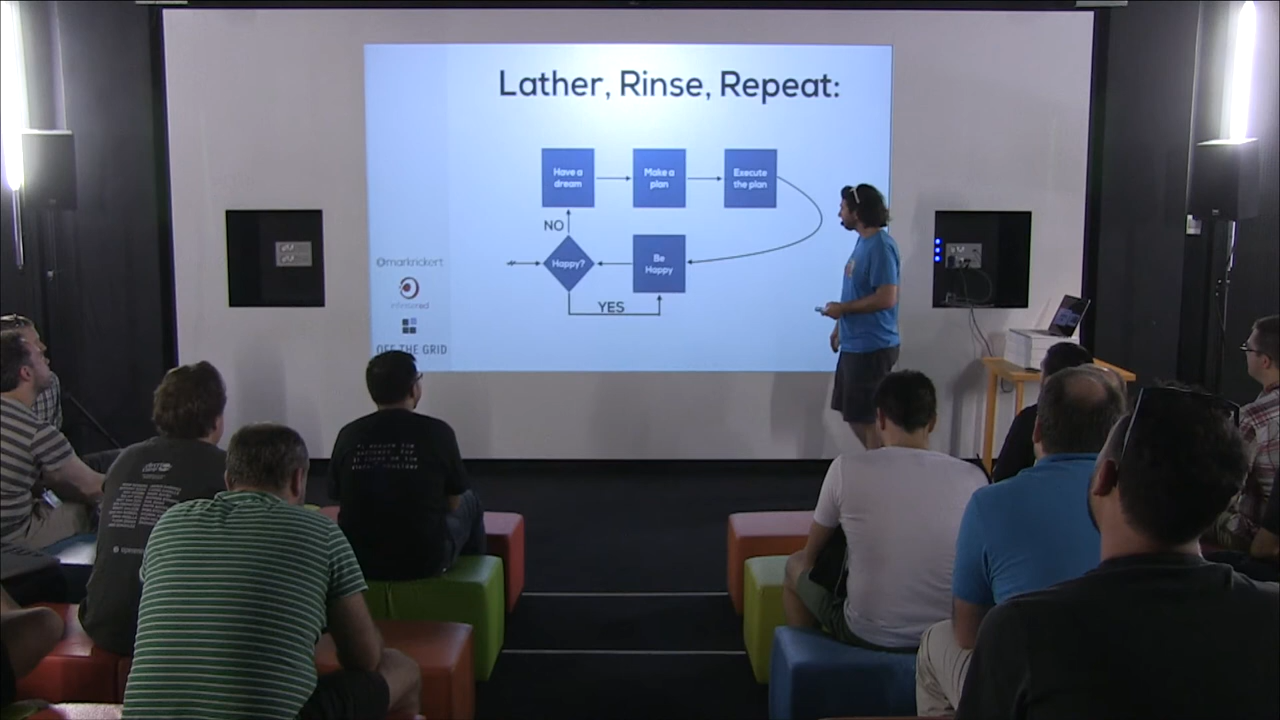 Lather, Rinse, Repeat:
Have a
dream
Make a
plan
Execute
the plan
NO
Happy?
Be
Happy
YES
@markrickert
infinitered
OFF THE GRID